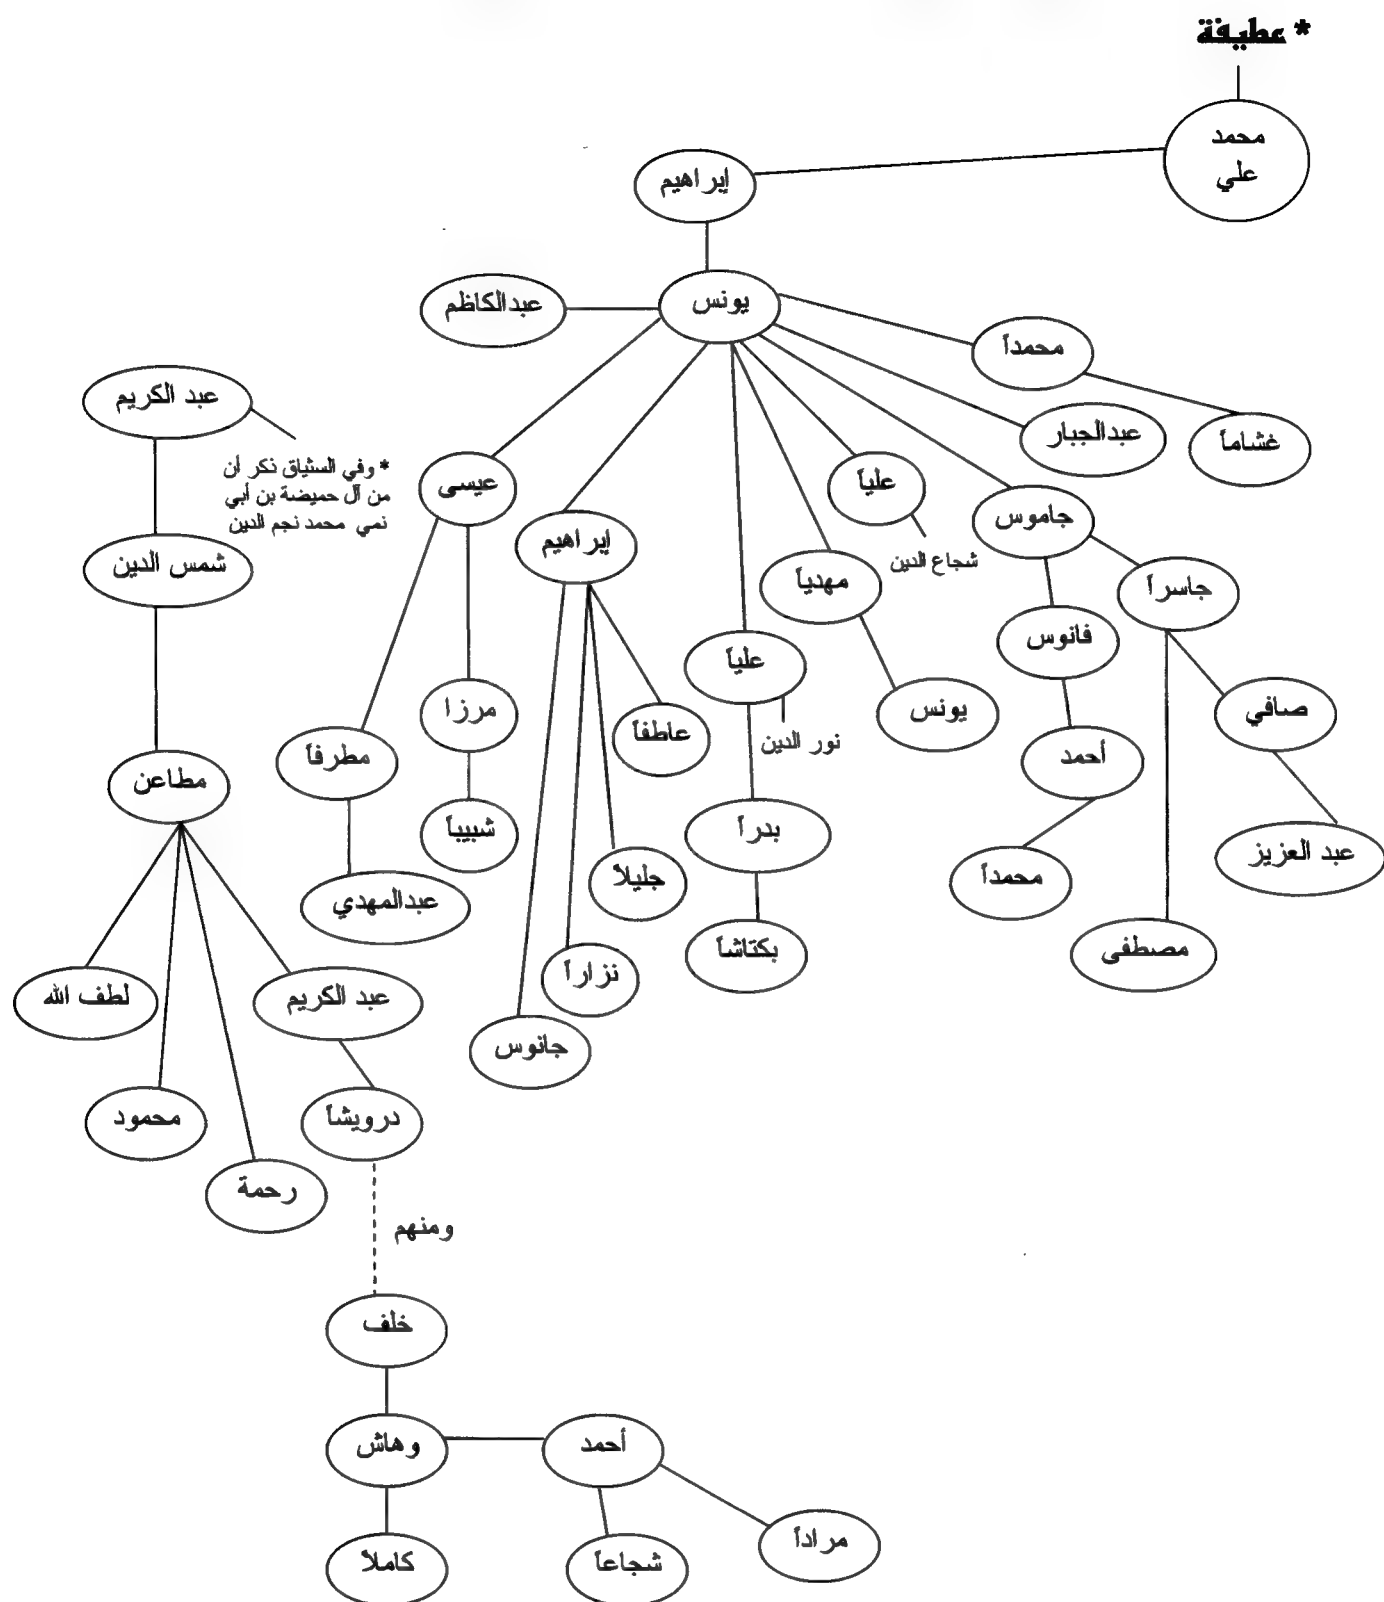 * عطيفة
محمد
علي
إبراهيم
يونس
عبدالكاظم
محمداً
غشاماً
عبدالجبار
عبد الكريم
* وفي السثياق ذكر أن
من آل حميضة بن أبي
نمي محمد نجم الدين
عيسى
علياً
شجاع الدين
جاموس
إبراهيم
شمس الدين
مهدياً
جاسراً
فانوس
علياً
نور الدين
يونس
صافي
مرزا
عاطفاً
مطرفاً
أحمد
مطاعن
شبيباً
بدراً
عبد العزيز
جليلاً
محمداً
عبدالمهدي
بكتاشاً
مصطفى
نزاراً
لطف الله
عبد الكريم
جانوس
محمود
درويشاً
رحمة
ومنهم
خلف
وهاش
أحمد
كاملاً
شجاعاً
مراداً